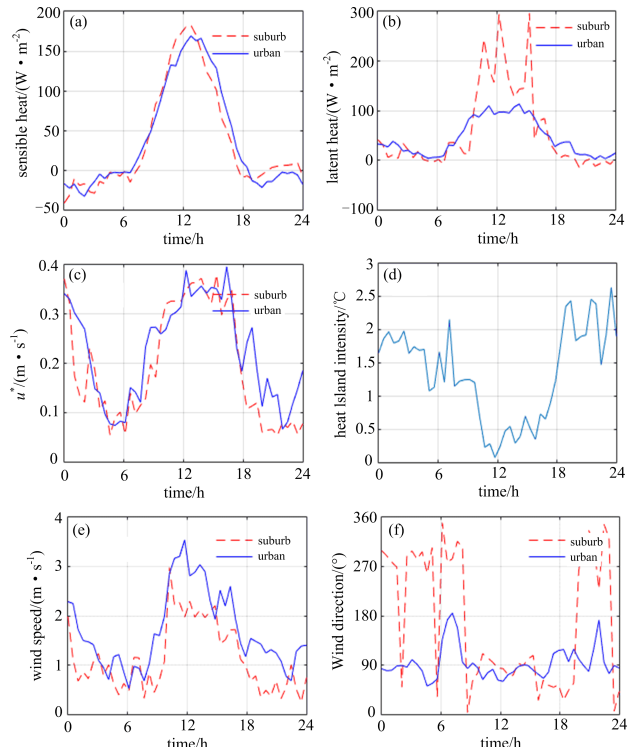 (a)
suburb
urban
sensible heat/(W • m⁻²)
200
150
100
50
0
−50
0 6 12 18 24
time/h
(b)
suburb
urban
latent heat/(W • m⁻²)
300
200
100
0
−100
0 6 12 18 24
time/h
(c)
suburb
urban
u*/(m • s⁻¹)
0.4
0.3
0.2
0.1
0
0 6 12 18 24
time/h
(d)
heat Island intensity/℃
3
2.5
2
1.5
1
0.5
0
0 6 12 18 24
time/h
(e)
suburb
urban
wind speed/(m • s⁻¹)
4
3
2
1
0
0 6 12 18 24
time/h
(f)
suburb
urban
Wind direction/(°)
360
270
180
90
0
0 6 12 18 24
time/h